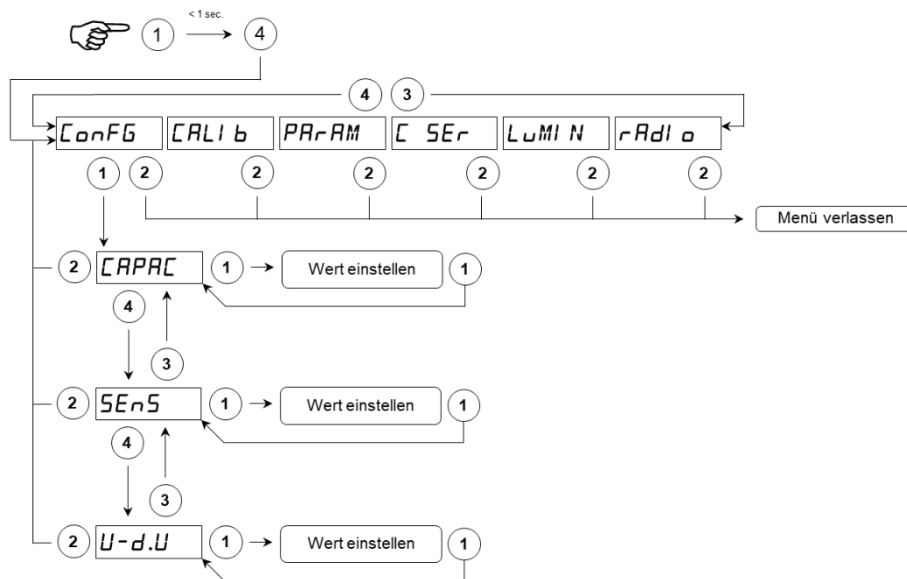 < 1 sec.
1 4
4 3
ConFG CALIb PArAM C SEr LuMIN rAdIo
1 2 2 2 2 2 2
Menü verlassen
2 CAPAC 1 Wert einstellen 1
4
3
2 SEnS 1 Wert einstellen 1
4
3
2 U-d.U 1 Wert einstellen 1